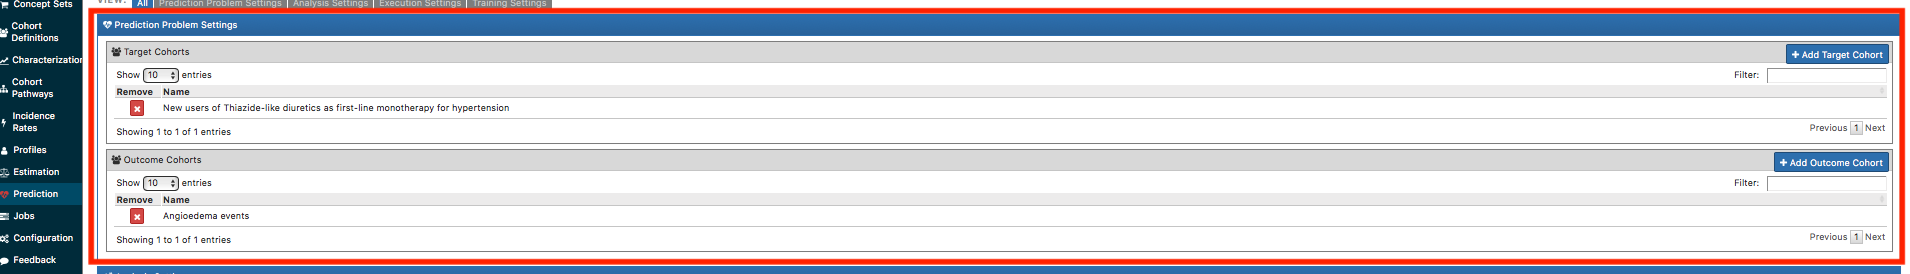 Concept Sets
Cohort
Definitions
Characterization
Cohort
Pathways
Incidence
Rates
Profiles
Estimation
Prediction
Jobs
Configuration
Feedback
VIEW: All Prediction Problem Settings Analysis Settings Execution Settings Training Settings
Prediction Problem Settings
Target Cohorts
+ Add Target Cohort
Show 10 entries
Filter:
Remove Name
New users of Thiazide-like diuretics as first-line monotherapy for hypertension
Showing 1 to 1 of 1 entries
Previous 1 Next
Outcome Cohorts
+ Add Outcome Cohort
Show 10 entries
Filter:
Remove Name
Angioedema events
Showing 1 to 1 of 1 entries
Previous 1 Next